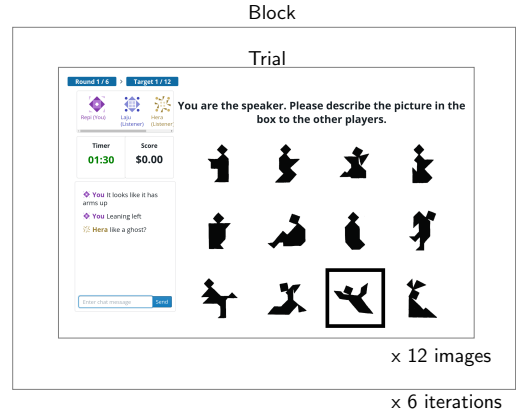 Block
Trial
Round 1 / 6 > Target 1 / 12
Repi (You)
Laju
(Listener)
Hera
(Listener
You are the speaker. Please describe the picture in the
box to the other players.
Timer
01:30
Score
$0.00
You It looks like it has
arms up
You Leaning left
Hera like a ghost?
Enter chat message
Send
x 12 images
x 6 iterations